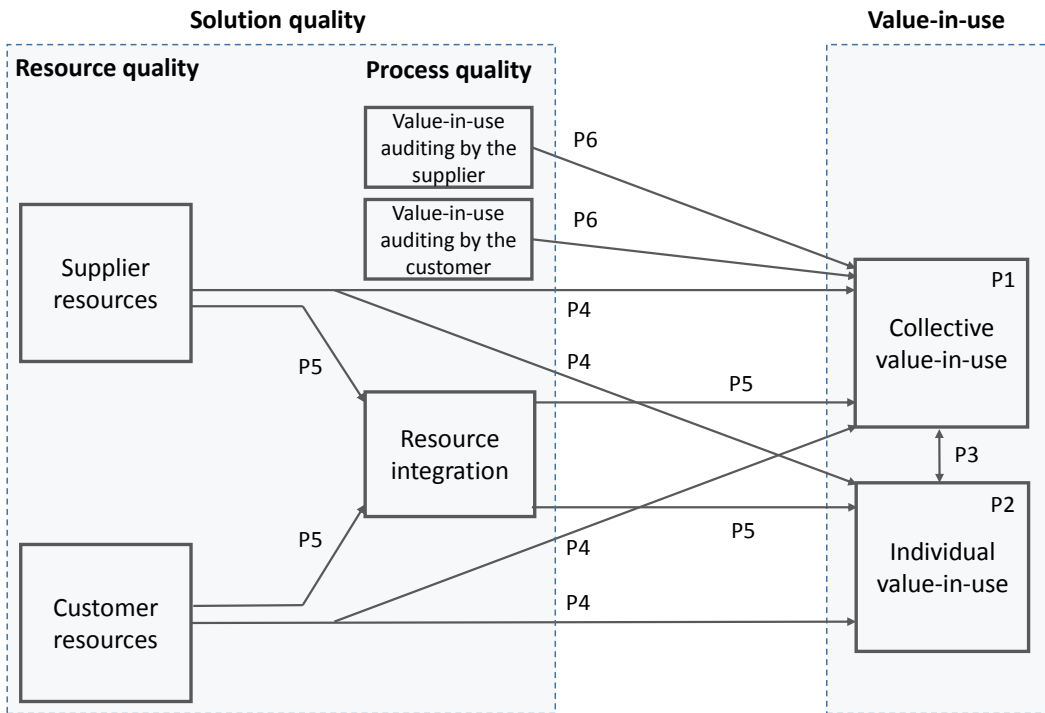 Solution quality
Value-in-use
Resource quality
Process quality
Value-in-use
auditing by the
supplier
P6
Value-in-use
auditing by the
customer
P6
Supplier
resources
P1
Collective
value-in-use
P4
P4
P5
P5
Resource
integration
P3
P2
Individual
value-in-use
P5
P5
P4
P4
Customer
resources